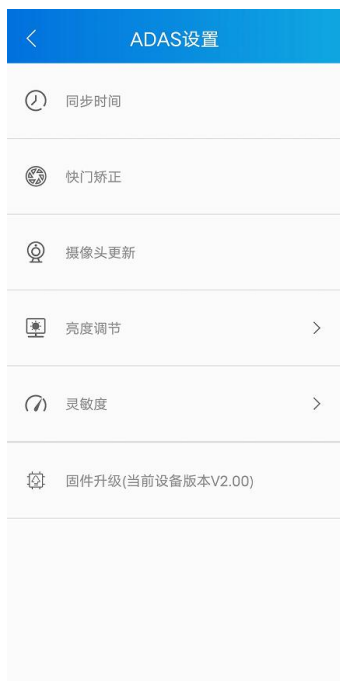 ADAS设置
同步时间
快门矫正
摄像头更新
亮度调节
灵敏度
固件升级(当前设备版本V2.00)